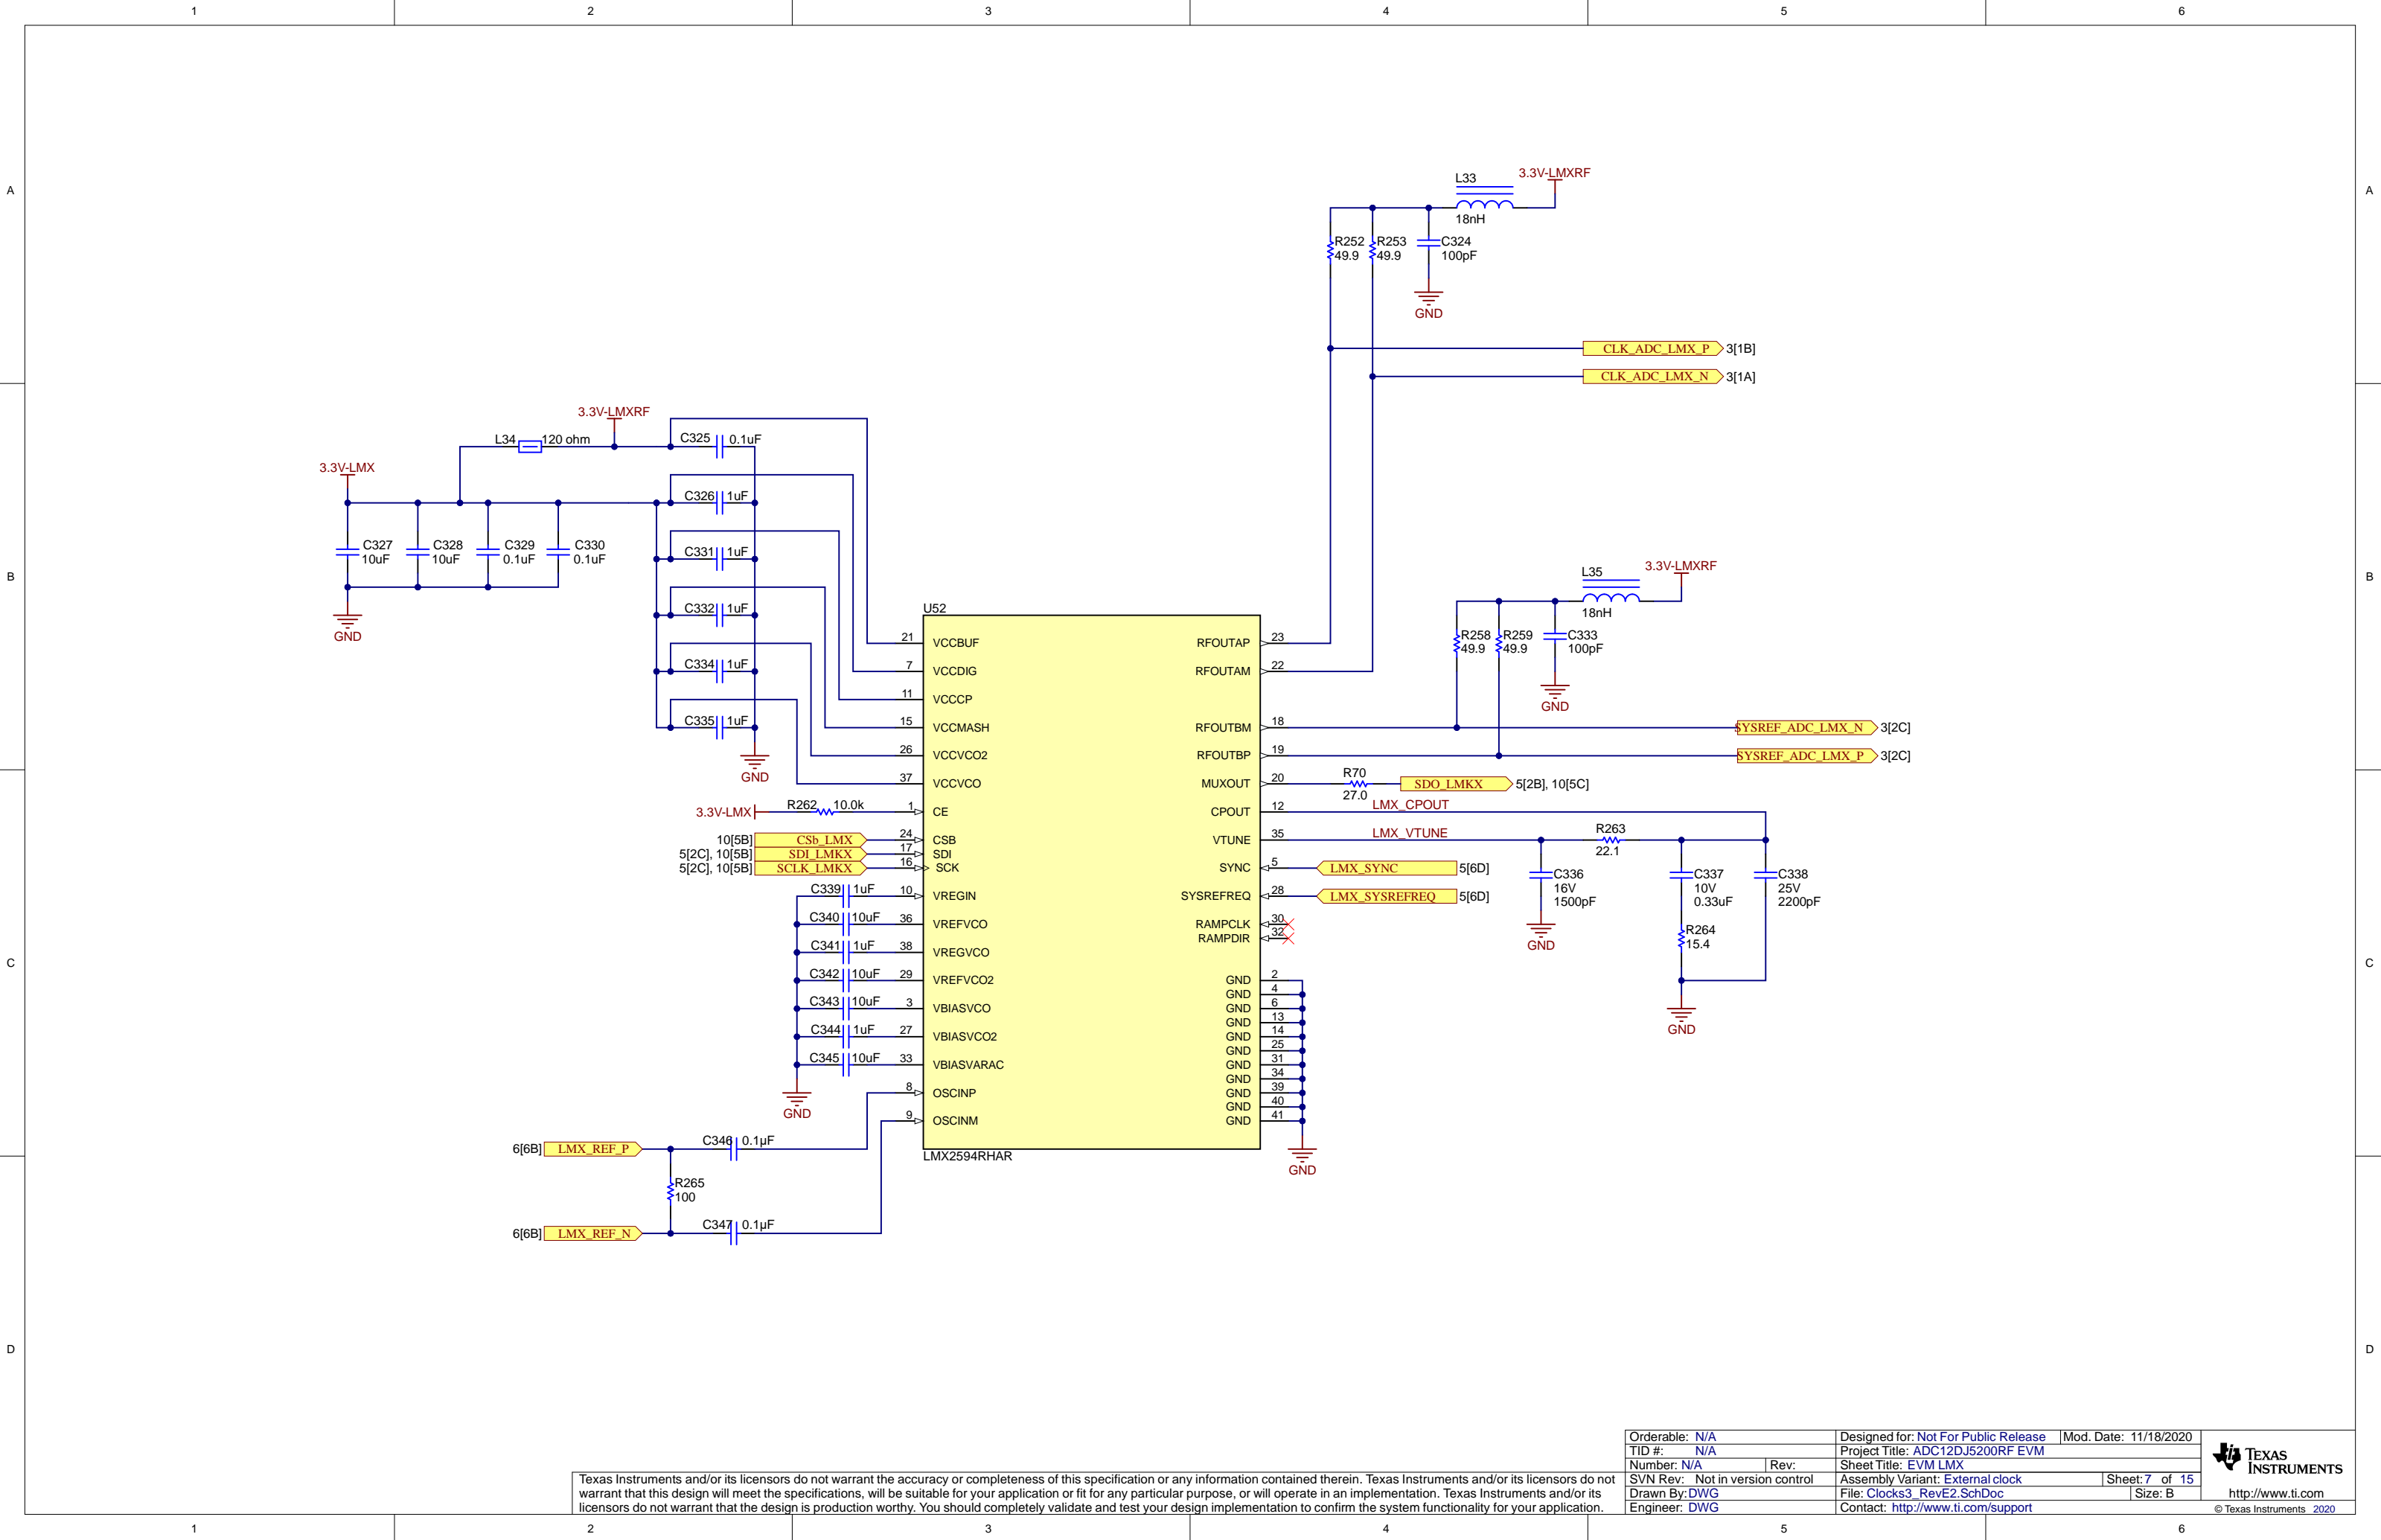 1 2 3 4 5 6
A A
L33
3.3V-LMXRF
18nH
R252
49.9
R253
49.9
C324
100pF
GND
CLK_ADC_LMX_P 3[1B]
CLK_ADC_LMX_N 3[1A]
3.3V-LMXRF
L34 120 ohm
C325 0.1uF
3.3V-LMX
C326 1uF
C327
10uF
C328
10uF
C329
0.1uF
C330
0.1uF
C331 1uF
GND
C332 1uF
C334 1uF
C335 1uF
GND
B B
L35
3.3V-LMXRF
18nH
R258
49.9
R259
49.9
C333
100pF
GND
U52
21 VCCBUF
7 VCCDIG
11 VCCCP
15 VCCMASH
26 VCCVCO2
37 VCCVCO
3.3V-LMX R262 10.0k 1 CE
10[5B] CSb_LMX 24 CSB
5[2C], 10[5B] SDI_LMKX 17 SDI
5[2C], 10[5B] SCLK_LMKX 16 SCK
C339 1uF 10 VREGIN
C340 10uF 36 VREFVCO
C341 1uF 38 VREGVCO
C342 10uF 29 VREFVCO2
C343 10uF 3 VBIASVCO
C344 1uF 27 VBIASVCO2
C345 10uF 33 VBIASVARAC
GND
8 OSCINP
9 OSCINM
LMX2594RHAR
6[6B] LMX_REF_P C346 0.1µF
R265
100
6[6B] LMX_REF_N C347 0.1µF
RFOUTAP 23
RFOUTAM 22
RFOUTBM 18 SYSREF_ADC_LMX_N 3[2C]
RFOUTBP 19 SYSREF_ADC_LMX_P 3[2C]
MUXOUT 20 R70 27.0 SDO_LMKX 5[2B], 10[5C]
CPOUT 12 LMX_CPOUT
VTUNE 35 LMX_VTUNE
R263
22.1
SYNC 5 LMX_SYNC 5[6D]
SYSREFREQ 28 LMX_SYSREFREQ 5[6D]
RAMPCLK 30
RAMPDIR 32
C336
16V
1500pF
GND
C337
10V
0.33uF
C338
25V
2200pF
R264
15.4
GND
C C
GND 2
GND 4
GND 6
GND 13
GND 14
GND 25
GND 31
GND 34
GND 39
GND 40
GND 41
GND
D D
Texas Instruments and/or its licensors do not warrant the accuracy or completeness of this specification or any information contained therein. Texas Instruments and/or its licensors do not
warrant that this design will meet the specifications, will be suitable for your application or fit for any particular purpose, or will operate in an implementation. Texas Instruments and/or its
licensors do not warrant that the design is production worthy. You should completely validate and test your design implementation to confirm the system functionality for your application.
Orderable: N/A Designed for: Not For Public Release Mod. Date: 11/18/2020
TID #: N/A Project Title: ADC12DJ5200RF EVM
Number: N/A Rev: Sheet Title: EVM LMX
SVN Rev: Not in version control Assembly Variant: External clock Sheet: 7 of 15
Drawn By: DWG File: Clocks3_RevE2.SchDoc Size: B
Engineer: DWG Contact: http://www.ti.com/support
TEXAS
INSTRUMENTS
http://www.ti.com
© Texas Instruments 2020
1 2 3 4 5 6